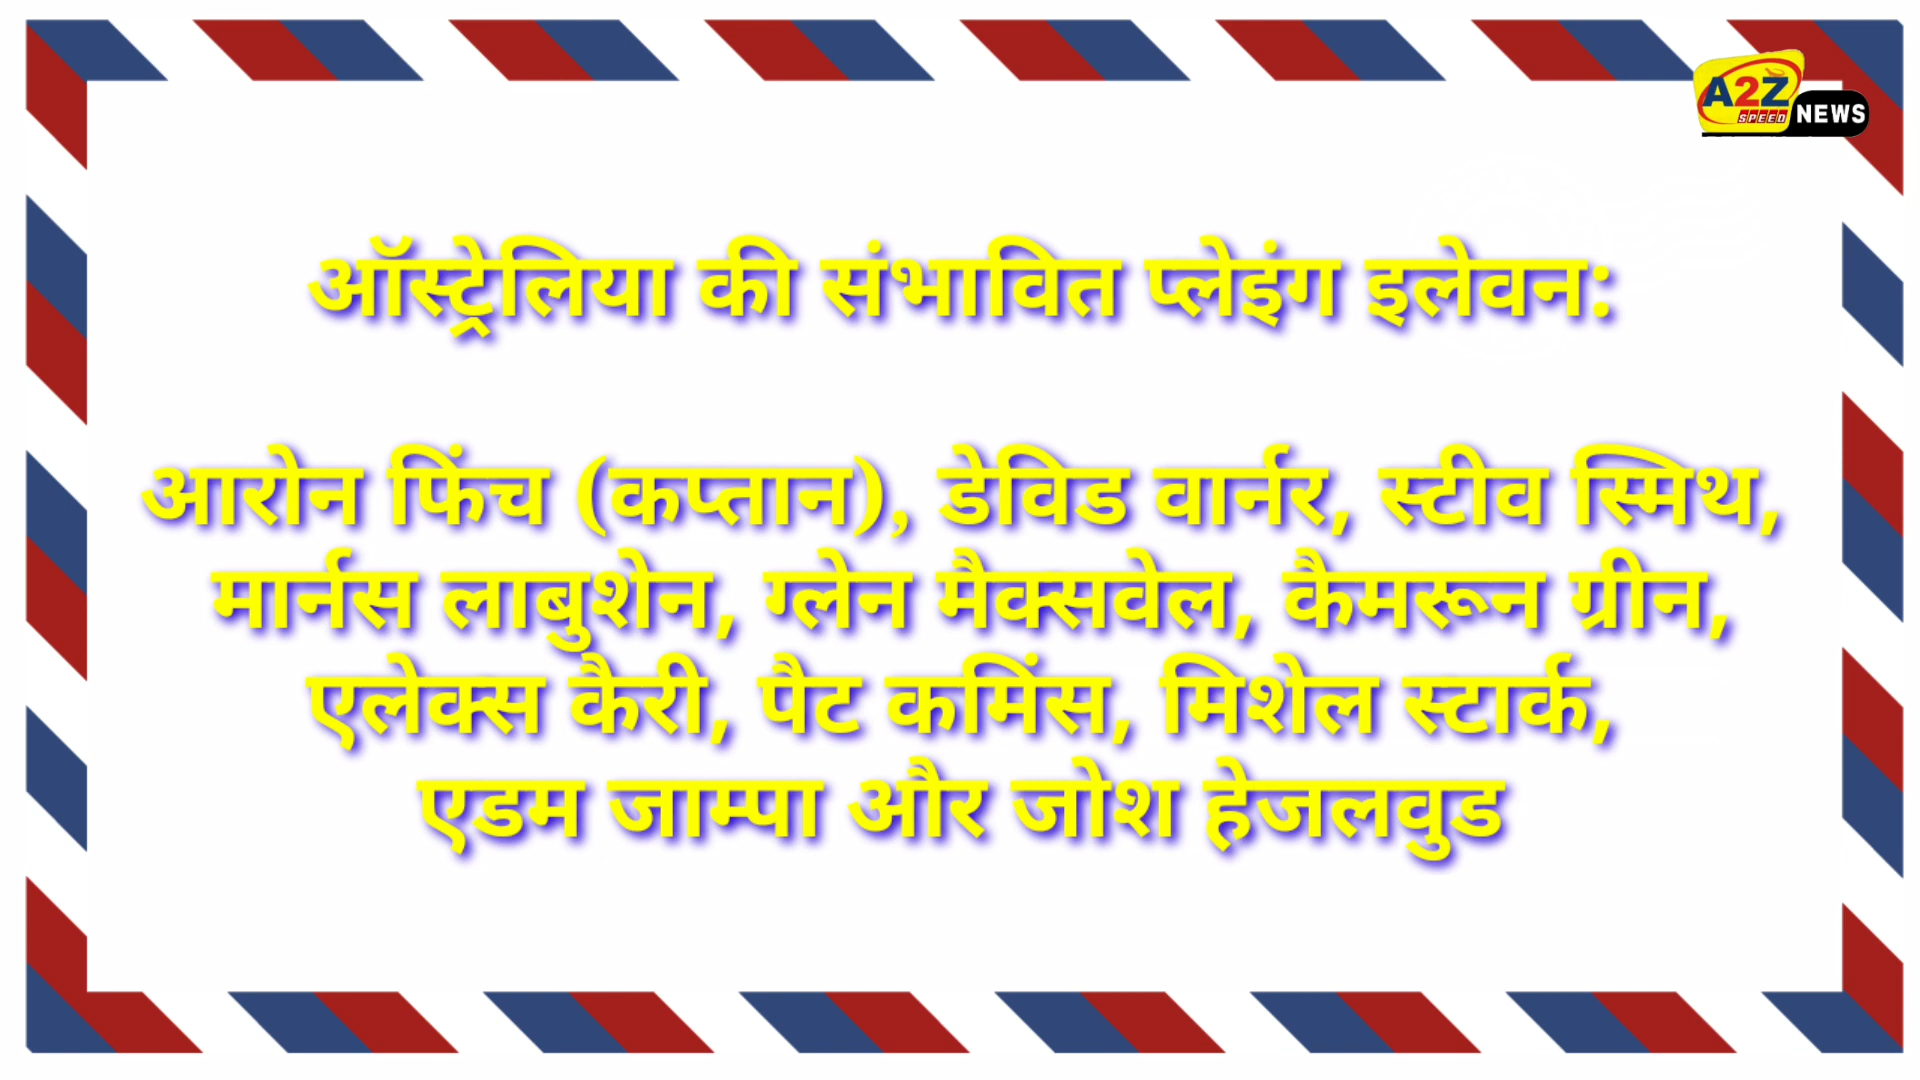 A2Z
SPEED
NEWS
ऑस्ट्रेलिया की संभावित प्लेइंग इलेवन:
आरोन फिंच (कप्तान), डेविड वार्नर, स्टीव स्मिथ,
मार्नस लाबुशेन, ग्लेन मैक्सवेल, कैमरून ग्रीन,
एलेक्स कैरी, पैट कमिंस, मिशेल स्टार्क,
एडम जाम्पा और जोश हेजलवुड